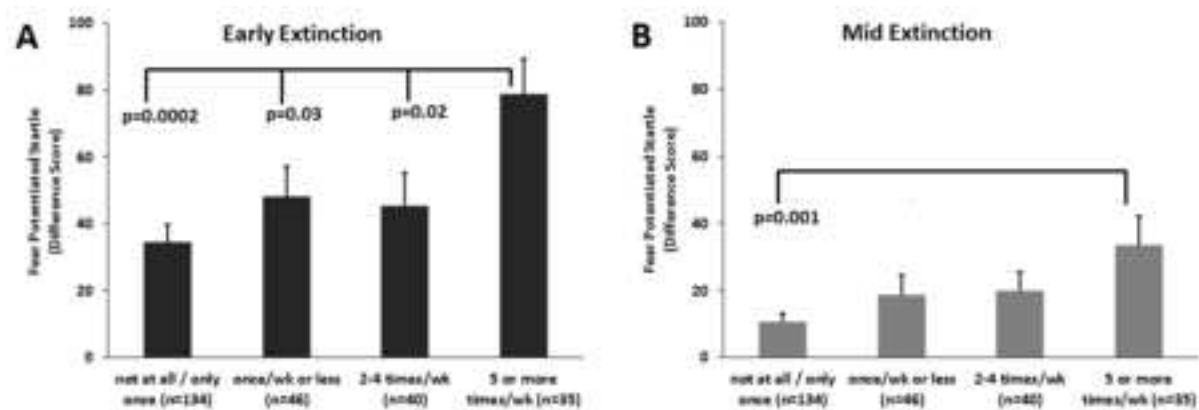 A
Early Extinction
Fear Potentiated Startle
(Difference Score)
100
80
60
40
20
0
p=0.0002
p=0.03
p=0.02
not at all / only
once (n=134)
once/wk or less
(n=46)
2-4 times/wk
(n=40)
5 or more
times/wk (n=35)
B
Mid Extinction
Fear Potentiated Startle
(Difference Score)
100
80
60
40
20
0
p=0.001
not at all / only
once (n=134)
once/wk or less
(n=46)
2-4 times/wk
(n=40)
5 or more
times/wk (n=35)